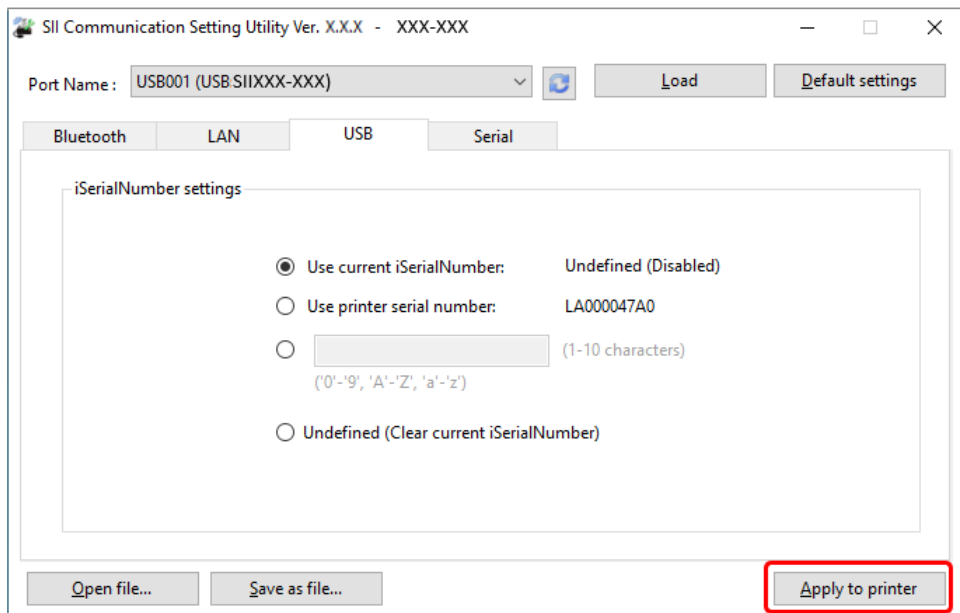 SII Communication Setting Utility Ver. X.X.X - XXX-XXX
Port Name : USB001 (USB:SIIXXX-XXX) Load Default settings
Bluetooth LAN USB Serial
iSerialNumber settings
Use current iSerialNumber: Undefined (Disabled)
Use printer serial number: LA000047A0
(1-10 characters)
('0'-'9', 'A'-'Z', 'a'-'z')
Undefined (Clear current iSerialNumber)
Open file... Save as file... Apply to printer